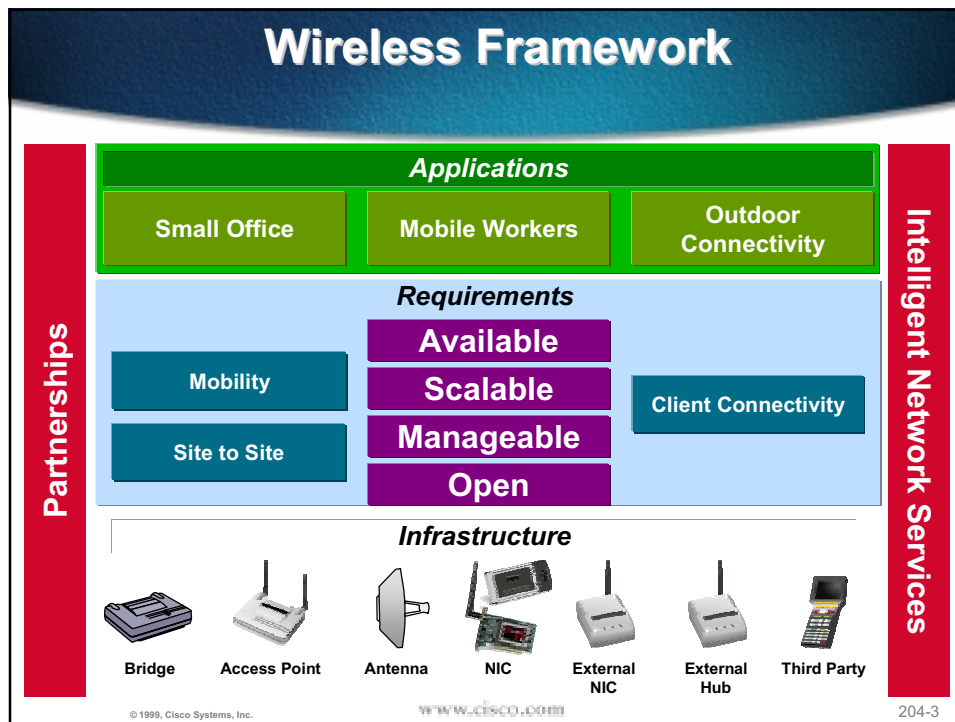 Wireless Framework
Partnerships
Applications
Small Office
Mobile Workers
Outdoor
Connectivity
Requirements
Mobility
Site to Site
Available
Scalable
Manageable
Open
Client Connectivity
Infrastructure
Bridge
Access Point
Antenna
NIC
External
NIC
External
Hub
Third Party
Intelligent Network Services
© 1999, Cisco Systems, Inc.
www.cisco.com
204-3